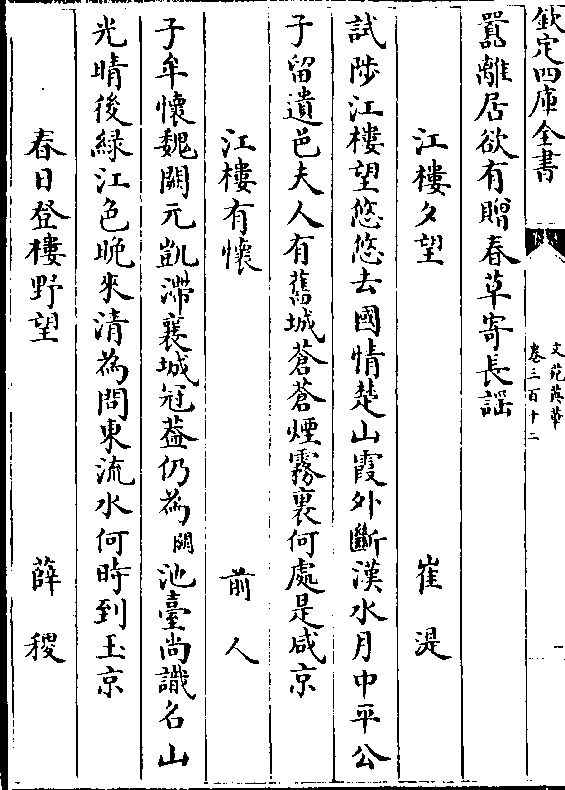 欽定四庫全書
文苑英華
卷三百十二
囂離居欲有贈春草寄長謡
江樓夕望 崔湜
試陟江樓望悠悠去國情楚山霞外斷漢水月中平公
子留遺邑夫人有舊城蒼蒼煙霧裏何處是咸京
江樓有懷 前人
子牟懷魏闕元凱滯襄城冠葢仍為闕池臺尚識名山
光晴後緑江色晩來清為問東流水何時到玉京
春日登樓野望 薛稷